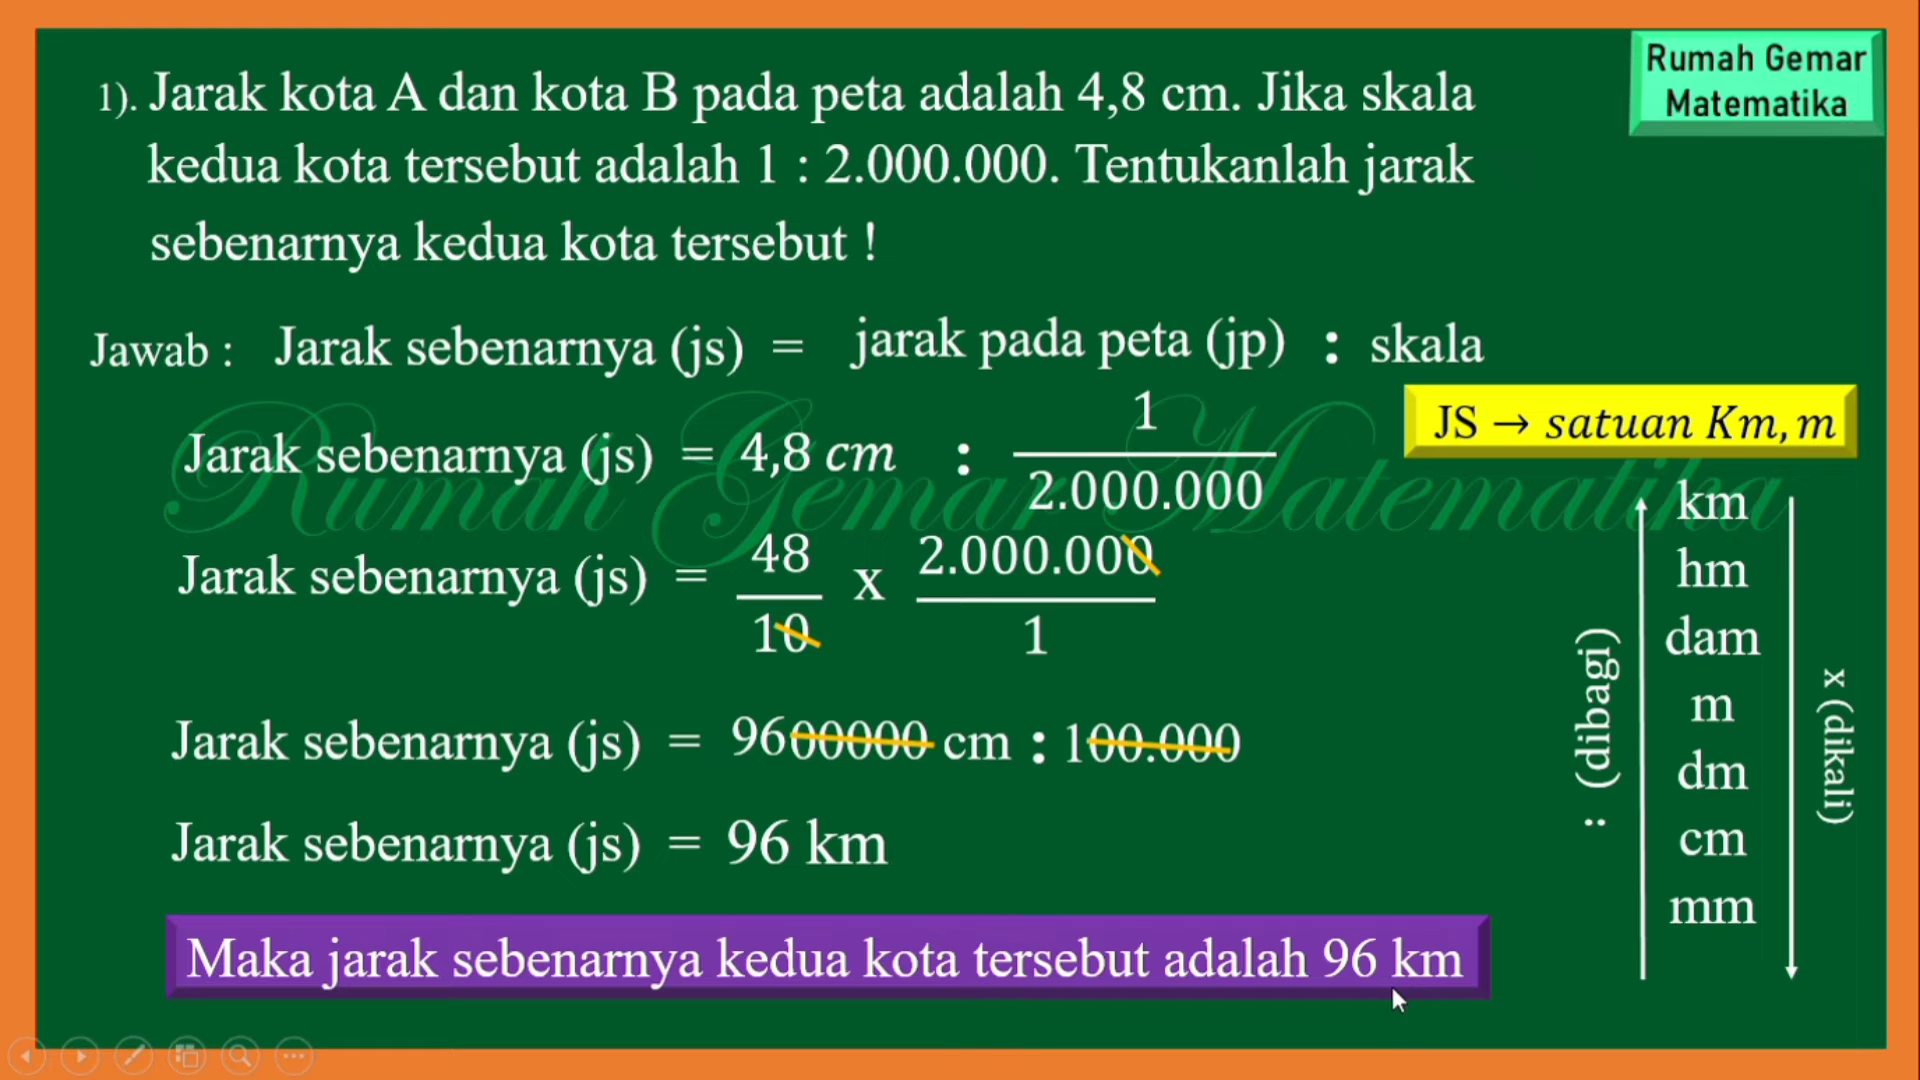 Rumah Gemar
Matematika
1). Jarak kota A dan kota B pada peta adalah 4,8 cm. Jika skala
kedua kota tersebut adalah 1 : 2.000.000. Tentukanlah jarak
sebenarnya kedua kota tersebut !
Jawab : Jarak sebenarnya (js) = jarak pada peta (jp) : skala
JS → satuan Km, m
Jarak sebenarnya (js) = 4,8 cm : 1
2.000.000
Jarak sebenarnya (js) = 48 x 2.000.000
10 1
Jarak sebenarnya (js) = 9600000 cm : 100.000
Jarak sebenarnya (js) = 96 km
Maka jarak sebenarnya kedua kota tersebut adalah 96 km
Rumah Gemar Matematika
: (dibagi)
km
hm
dam
m
dm
cm
mm
x (dikali)